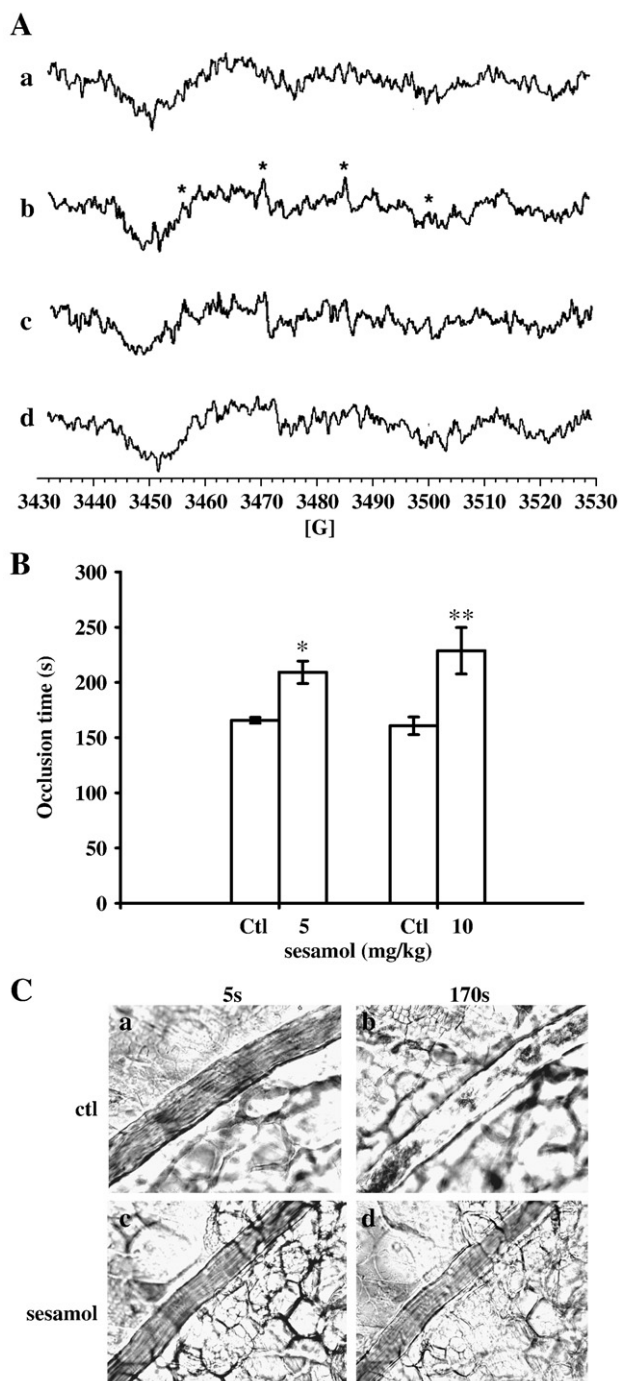 A
a
* * * *
b
c
d
3430 3440 3450 3460 3470 3480 3490 3500 3510 3520 3530
[G]
B
300
250
200
150
100
50
0
Occlusion time (s)
* **
Ctl 5 Ctl 10
sesamol (mg/kg)
C
5s 170s
a b
ctl
c d
sesamol